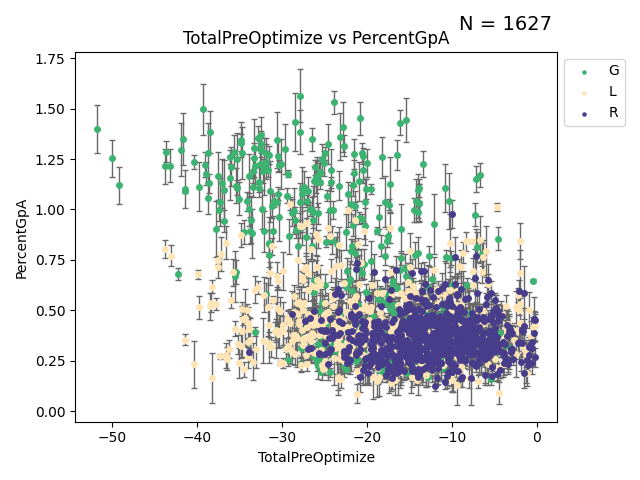 N = 1627
TotalPreOptimize vs PercentGpA
G
L
R
PercentGpA
1.75
1.50
1.25
1.00
0.75
0.50
0.25
0.00
−50
−40
−30
−20
−10
0
TotalPreOptimize